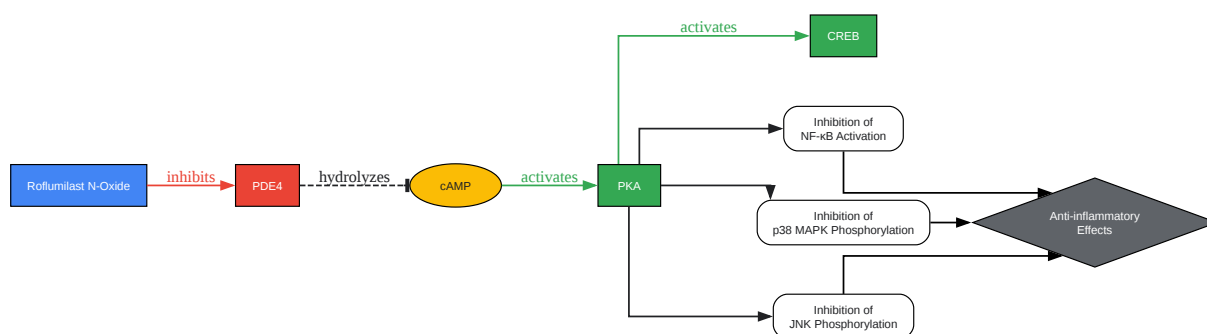 activates
CREB
Inhibition of
NF-κB Activation
Roflumilast N-Oxide
inhibits
PDE4
hydrolyzes
cAMP
activates
PKA
Inhibition of
p38 MAPK Phosphorylation
Anti-inflammatory
Effects
Inhibition of
JNK Phosphorylation